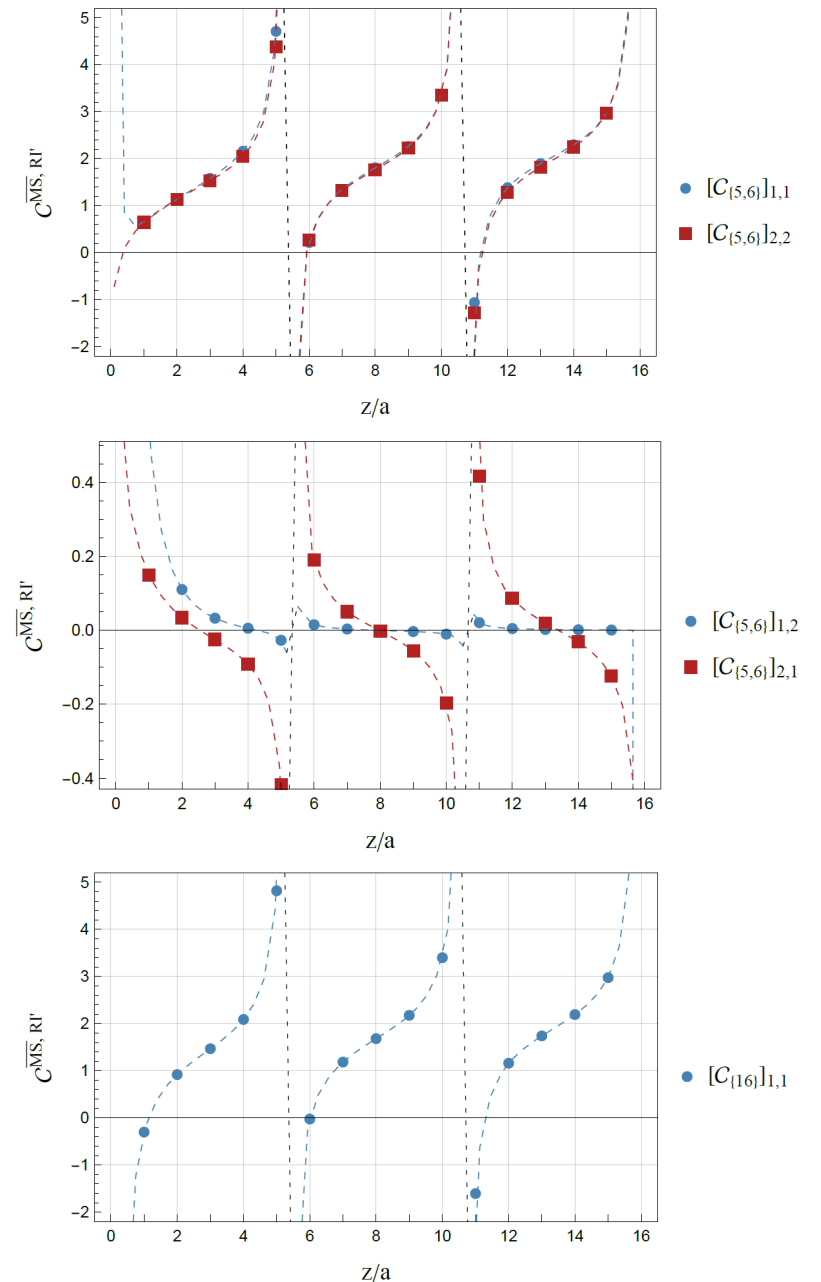 5
4
3
2
1
0
−1
−2
C^{\overline{MS}, RI'}
0 2 4 6 8 10 12 14 16
z/a
[C_{{5,6}}]_{1,1}
[C_{{5,6}}]_{2,2}
0.4
0.2
0.0
−0.2
−0.4
C^{\overline{MS}, RI'}
0 2 4 6 8 10 12 14 16
z/a
[C_{{5,6}}]_{1,2}
[C_{{5,6}}]_{2,1}
5
4
3
2
1
0
−1
−2
C^{\overline{MS}, RI'}
0 2 4 6 8 10 12 14 16
z/a
[C_{{16}}]_{1,1}